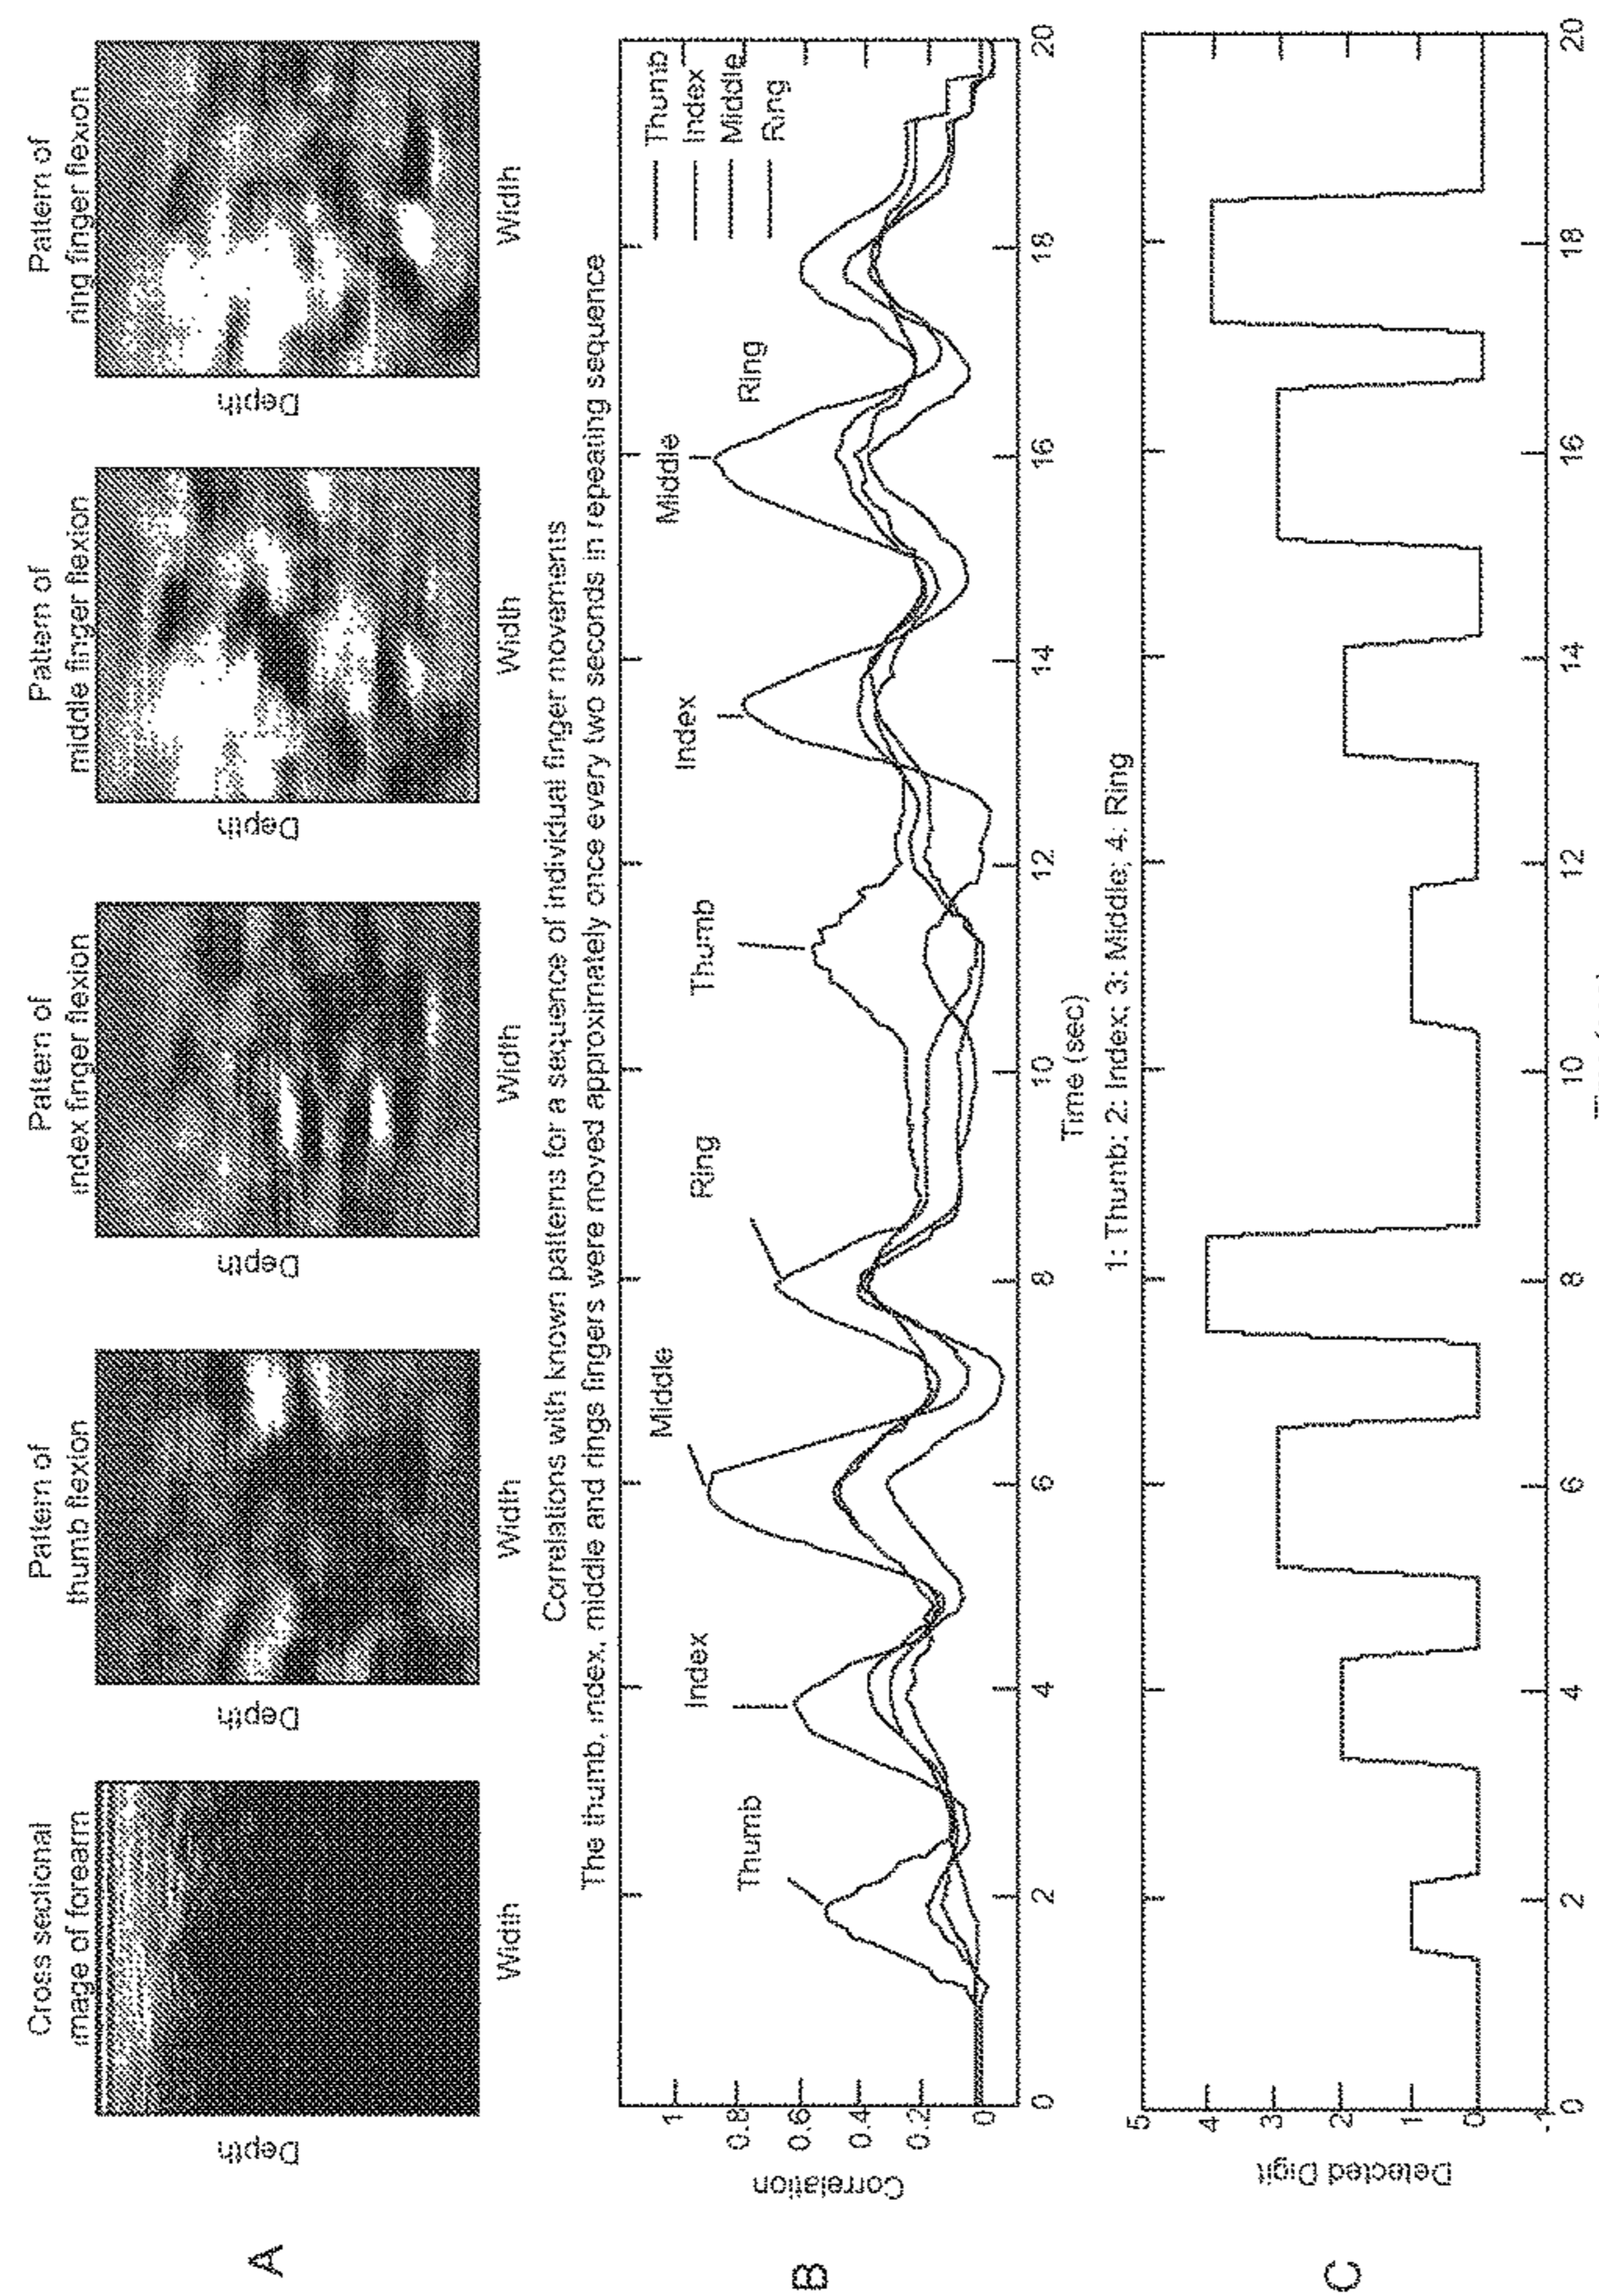 A
Cross sectional
image of forearm
Depth
Width
Pattern of
thumb flexion
Depth
Width
Pattern of
index finger flexion
Depth
Width
Pattern of
middle finger flexion
Depth
Width
Pattern of
ring finger flexion
Depth
Width
B
Correlations with known patterns for a sequence of individual finger movements
The thumb, index, middle and rings fingers were moved approximately once every two seconds in repeating sequence
Correlation
1
0.8
0.6
0.4
0.2
0
Thumb
Index
Middle
Ring
Thumb
Index
Middle
Ring
Thumb
Index
Middle
Ring
0 2 4 6 8 10 12 14 16 18 20
Time (sec)
C
1: Thumb; 2: Index; 3: Middle; 4: Ring
Detected Digit
5
4
3
2
1
0
-1
0 2 4 6 8 10 12 14 16 18 20